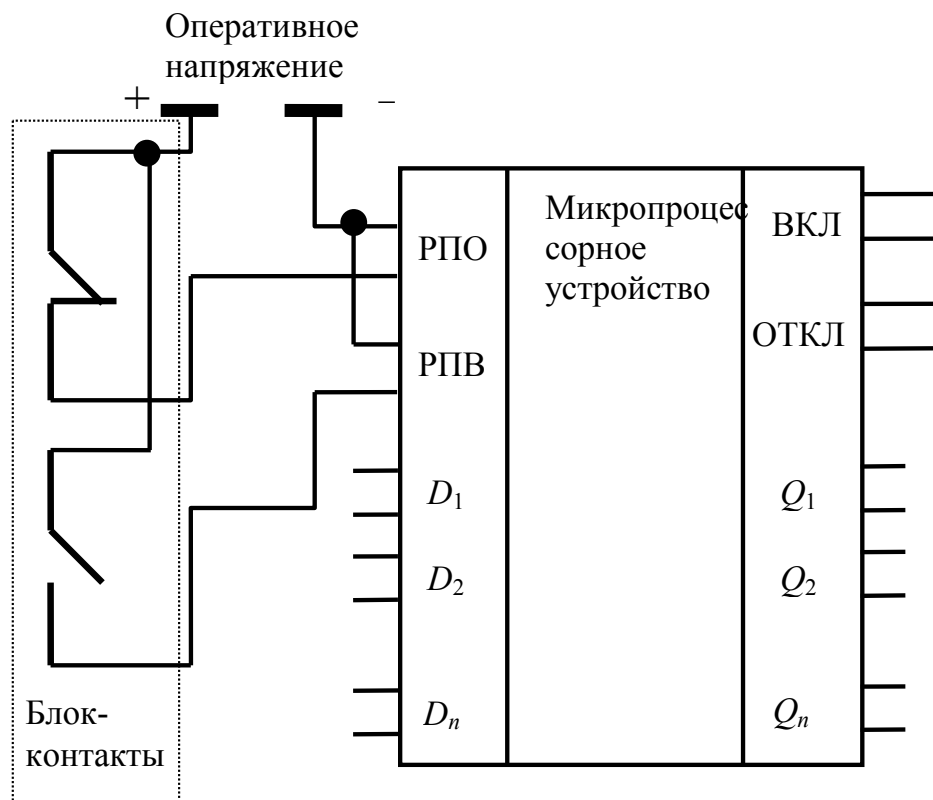 Оперативное
напряжение
+
–
РПО
РПВ
D1
D2
Dn
Микропроцес
сорное
устройство
ВКЛ
ОТКЛ
Q1
Q2
Qn
Блок-
контакты